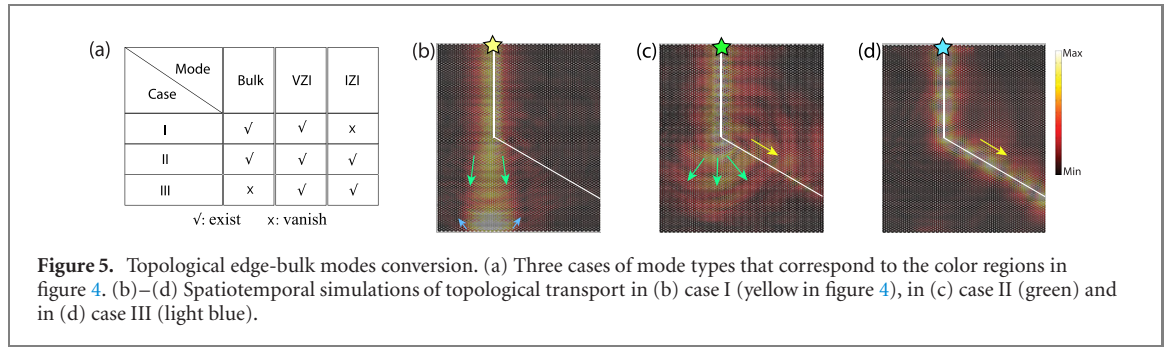 (a)
Mode
Case
Bulk
VZI
IZI
I
√
√
x
II
√
√
√
III
x
√
√
√: exist x: vanish
(b)
(c)
(d)
Max
Min
Figure 5. Topological edge-bulk modes conversion. (a) Three cases of mode types that correspond to the color regions in
figure 4. (b)–(d) Spatiotemporal simulations of topological transport in (b) case I (yellow in figure 4), in (c) case II (green) and
in (d) case III (light blue).